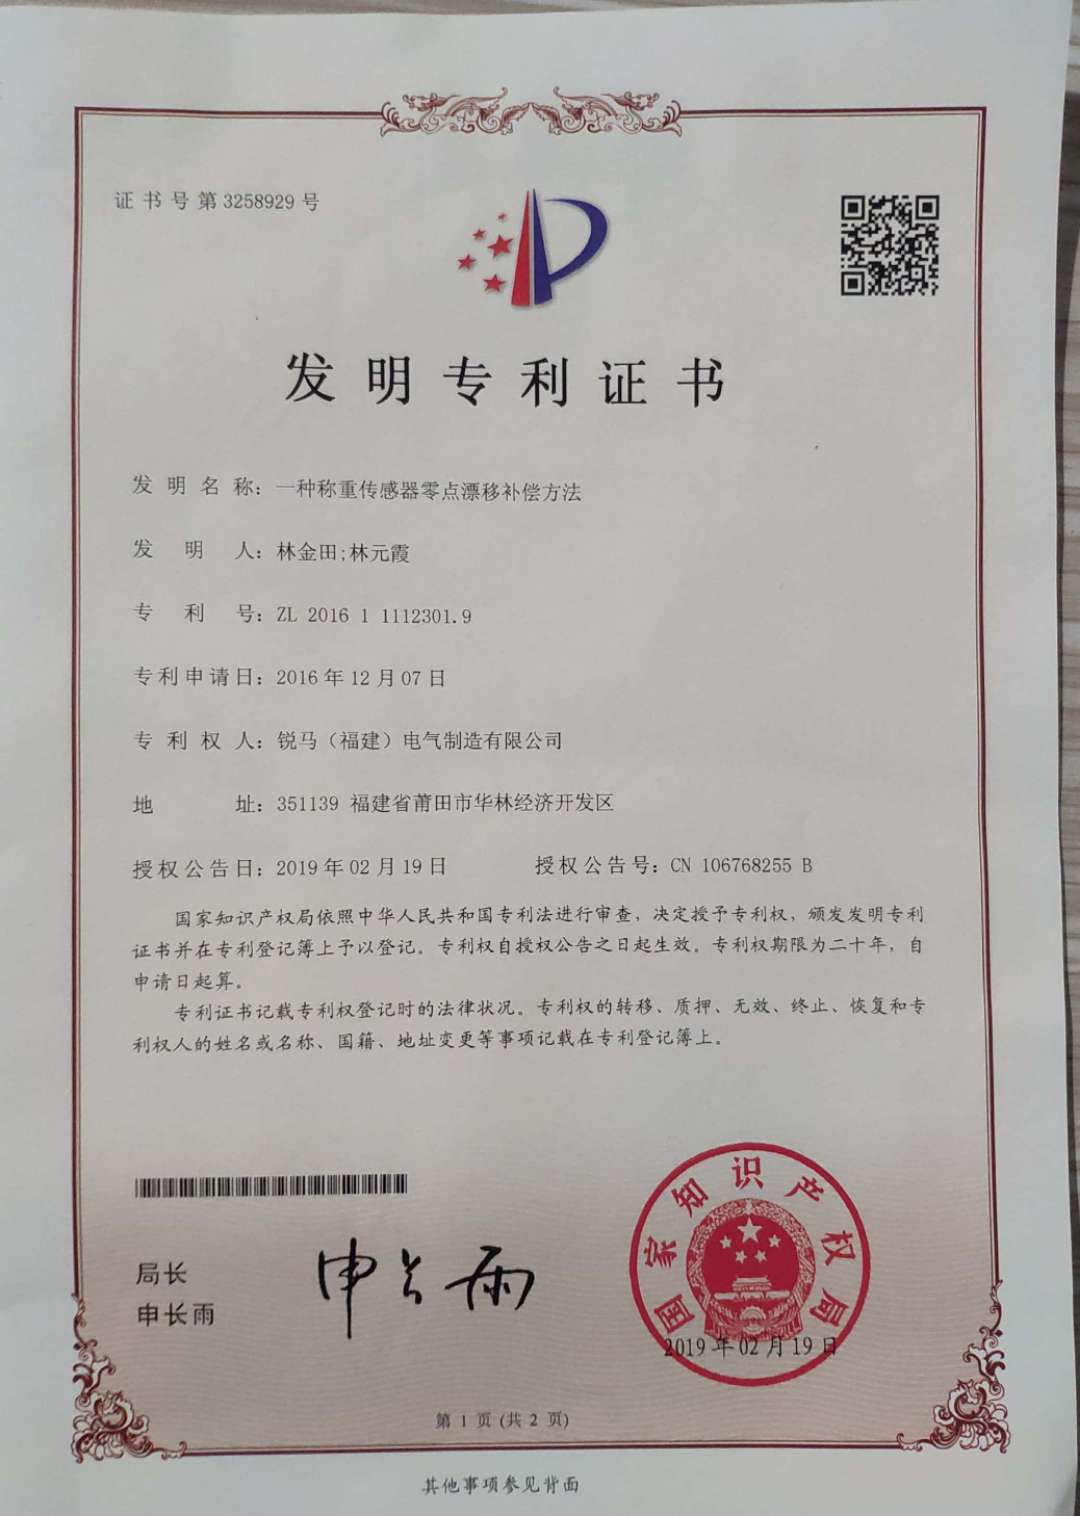 证书号第3258929号
发明专利证书
发明名称：一种称重传感器零点漂移补偿方法
发明人：林金田;林元霞
专利号：ZL 2016 1 1112301.9
专利申请日：2016年12月07日
专利权人：锐马（福建）电气制造有限公司
地址：351139 福建省莆田市华林经济开发区
授权公告日：2019年02月19日 授权公告号：CN 106768255 B
国家知识产权局依照中华人民共和国专利法进行审查，决定授予专利权，颁发发明专利
证书并在专利登记簿上予以登记。专利权自授权公告之日起生效。专利权期限为二十年，自
申请日起算。
专利证书记载专利权登记时的法律状况。专利权的转移、质押、无效、终止、恢复和专
利权人的姓名或名称、国籍、地址变更等事项记载在专利登记簿上。
局长
申长雨
申长雨
国家知识产权局
2019年02月19日
第 1 页 (共 2 页)
其他事项参见背面